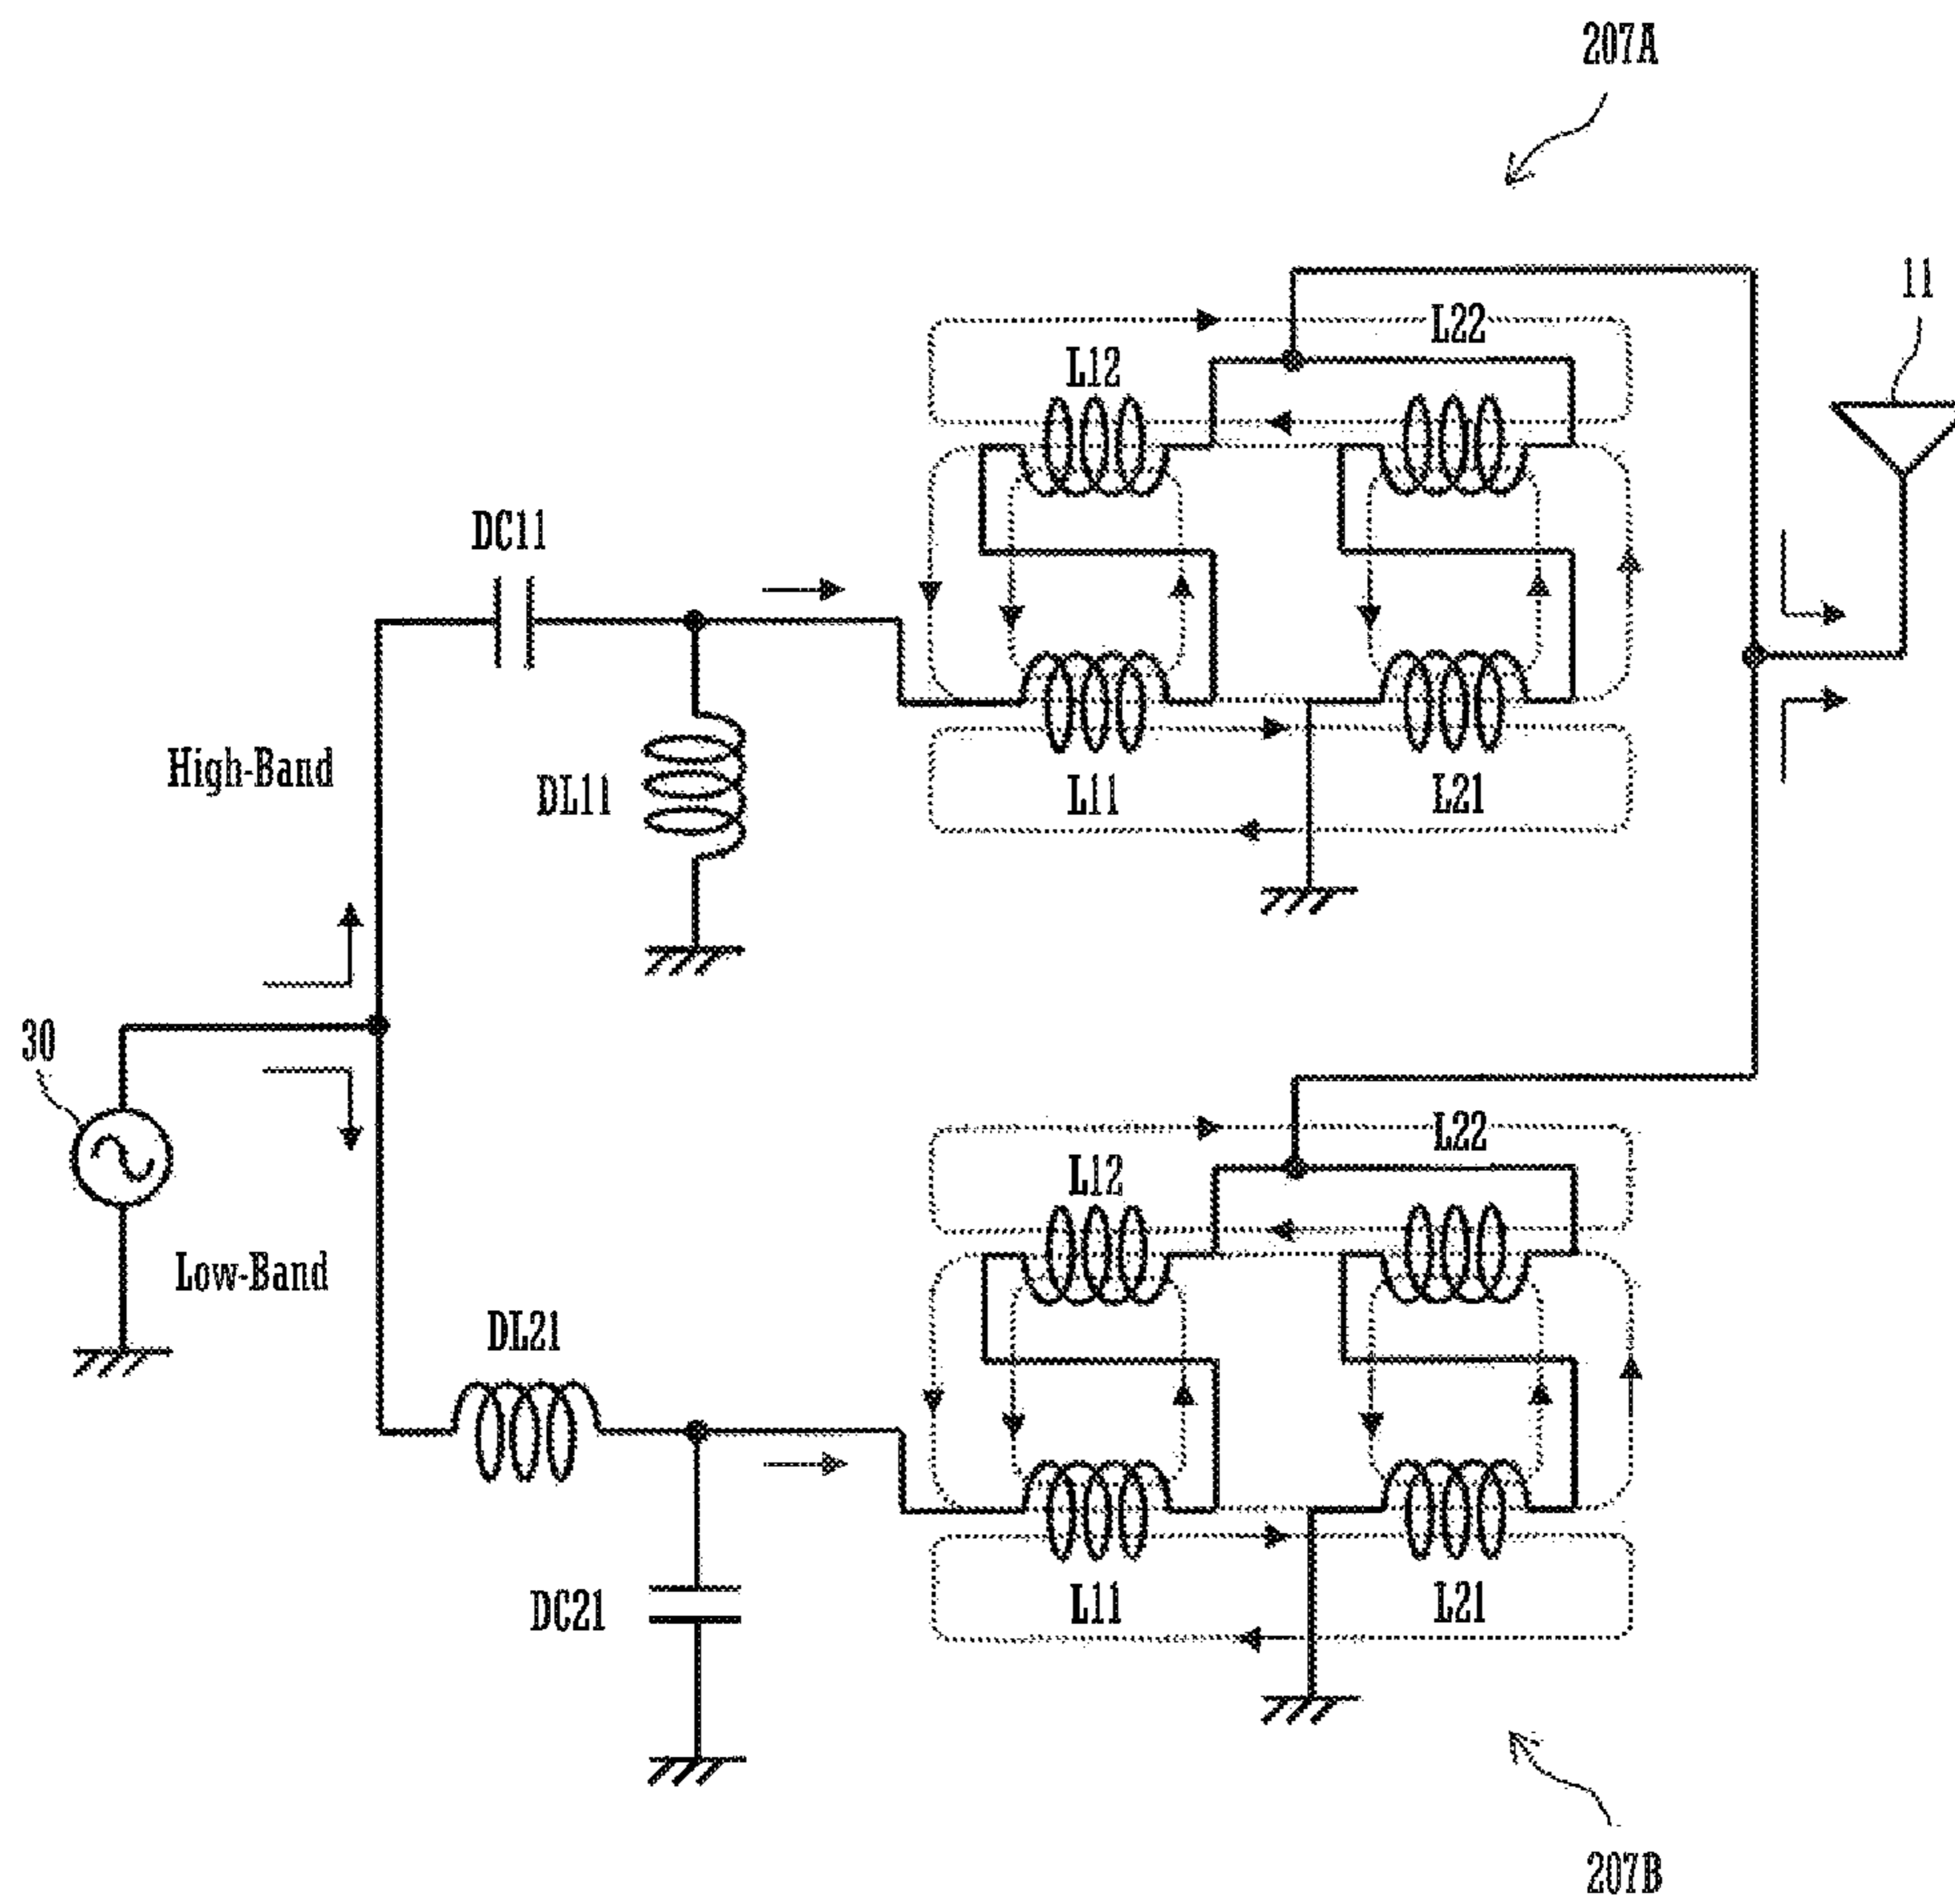 207A
11
L22
L12
DC11
High-Band
DL11
L11
L21
30
L22
L12
Low-Band
DL21
DC21
L11
L21
207B